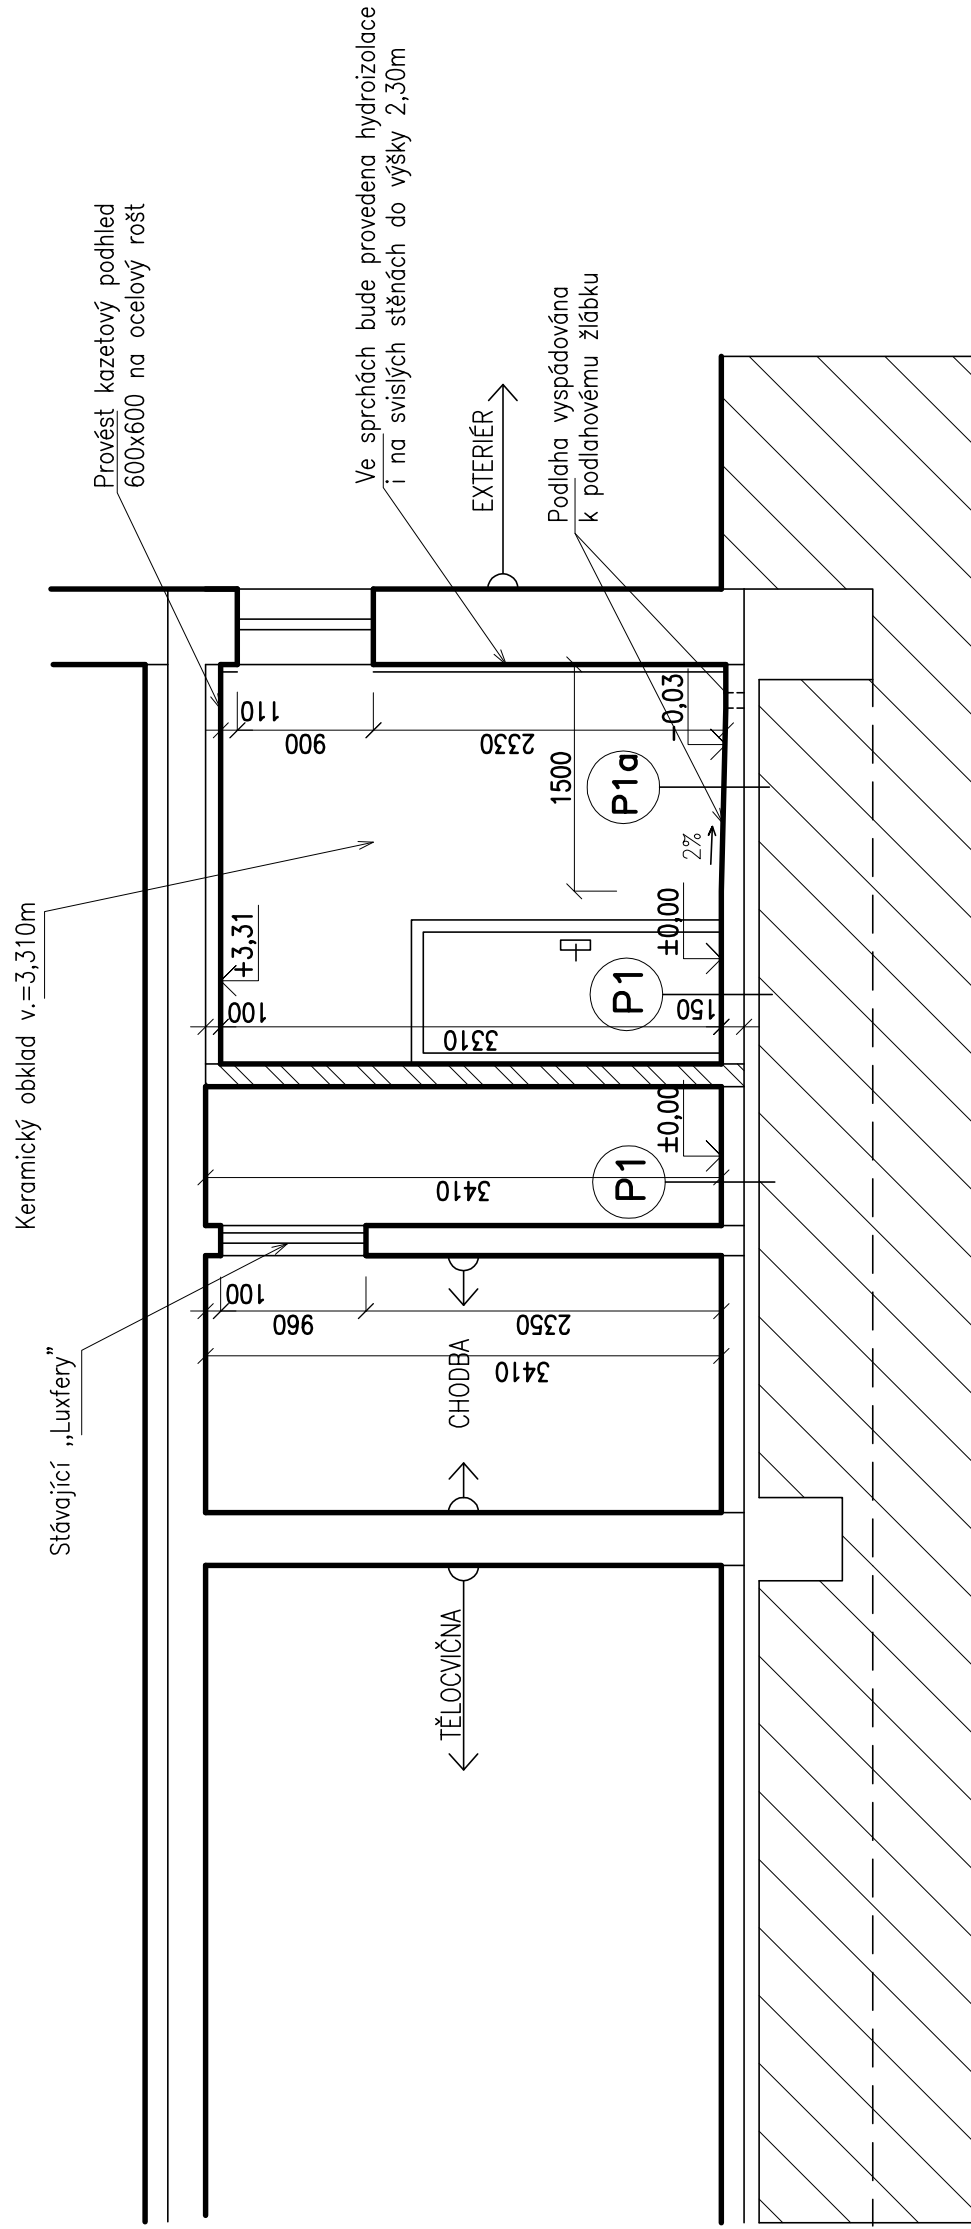 Provést kazetový podhled
600x600 na ocelový rošt
Ve sprchách bude provedena hydroizolace
i na svislých stěnách do výšky 2,30m
Podlaha vyspádována
k podlahovému žlábku
EXTERIÉR
Keramický obklad v.=3,310m
Stávající „Luxfery”
110
900
2330
1500
-0,03
P1a
2%
+3,31
100
3310
150
±0,00
P1
±0,00
P1
3410
100
960
2350
3410
CHODBA
TĚLOCVIČNA